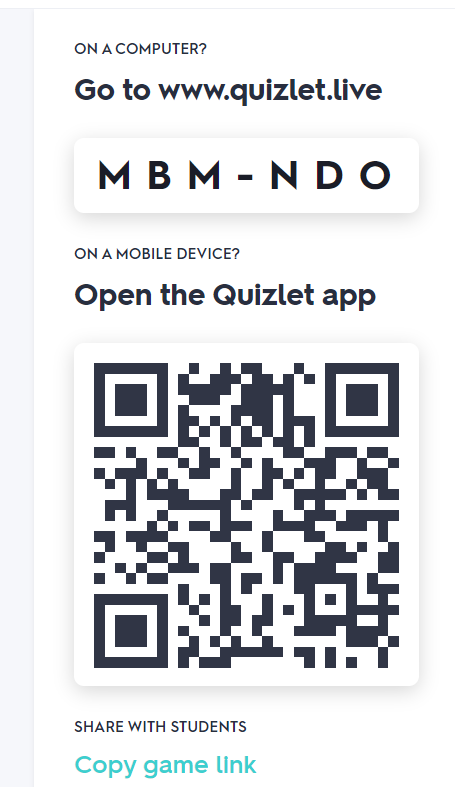 ON A COMPUTER?
Go to www.quizlet.live
MBM-NDO
ON A MOBILE DEVICE?
Open the Quizlet app
SHARE WITH STUDENTS
Copy game link